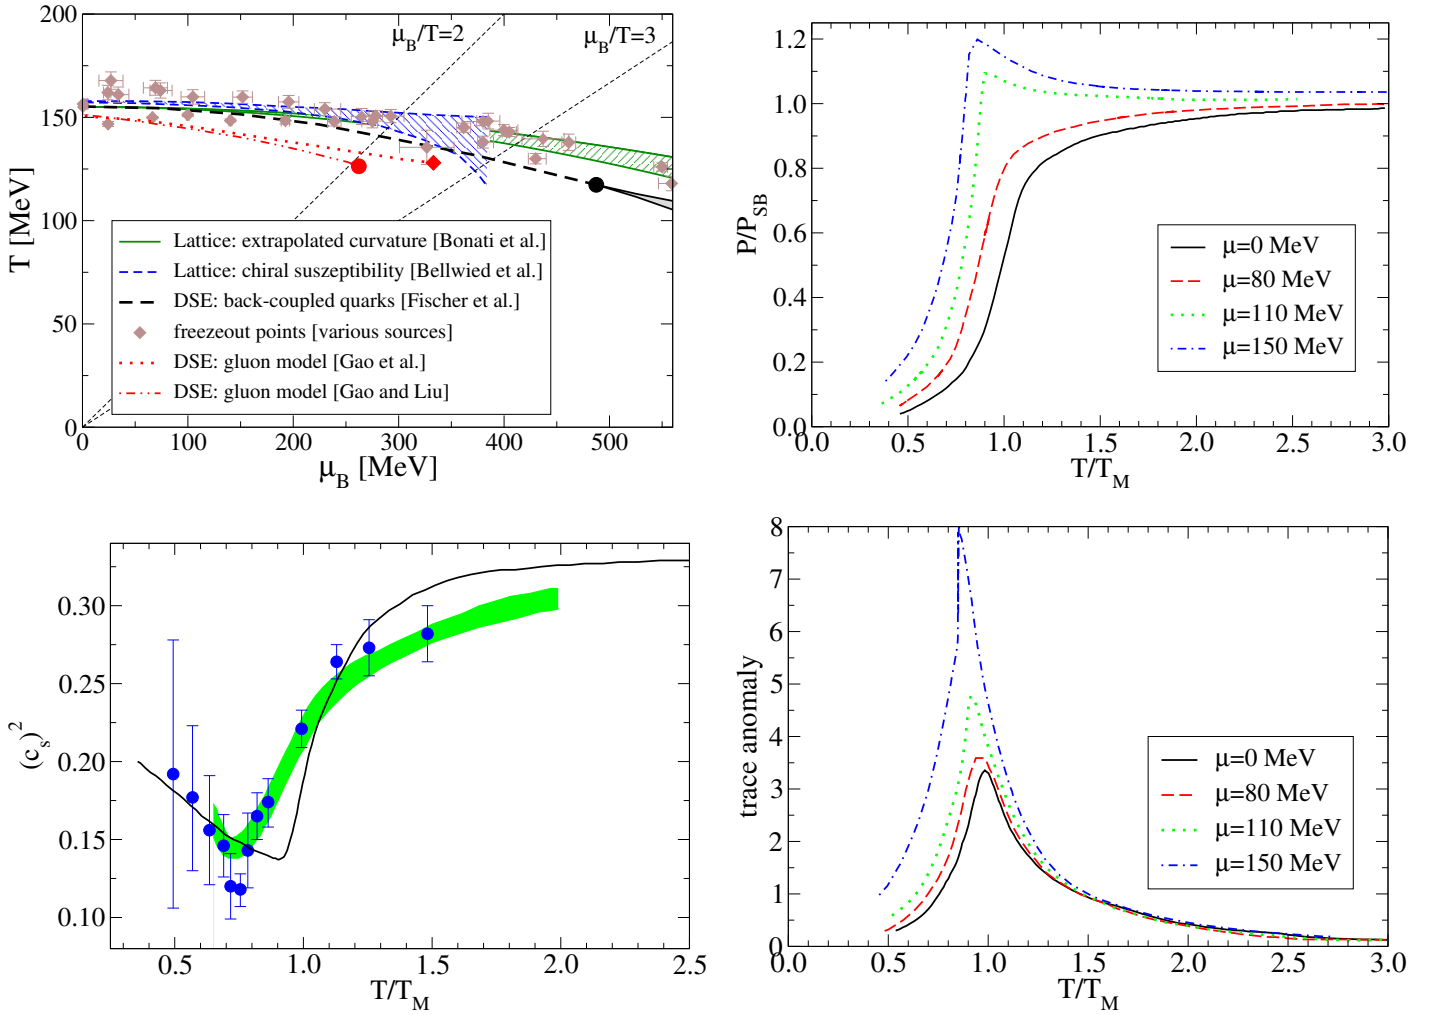 200
150
100
50
0
T [MeV]
μB/T=2
μB/T=3
Lattice: extrapolated curvature [Bonati et al.]
Lattice: chiral suszeptibility [Bellwied et al.]
DSE: back-coupled quarks [Fischer et al.]
freezeout points [various sources]
DSE: gluon model [Gao et al.]
DSE: gluon model [Gao and Liu]
0 100 200 300 400 500
μB [MeV]
1.2
1.0
0.8
0.6
0.4
0.2
0.0
P/PSB
μ=0 MeV
μ=80 MeV
μ=110 MeV
μ=150 MeV
0.0 0.5 1.0 1.5 2.0 2.5 3.0
T/TM
0.30
0.25
0.20
0.15
0.10
(cs)2
0.5 1.0 1.5 2.0 2.5
T/TM
8
7
6
5
4
3
2
1
0
trace anomaly
μ=0 MeV
μ=80 MeV
μ=110 MeV
μ=150 MeV
0.0 0.5 1.0 1.5 2.0 2.5 3.0
T/TM